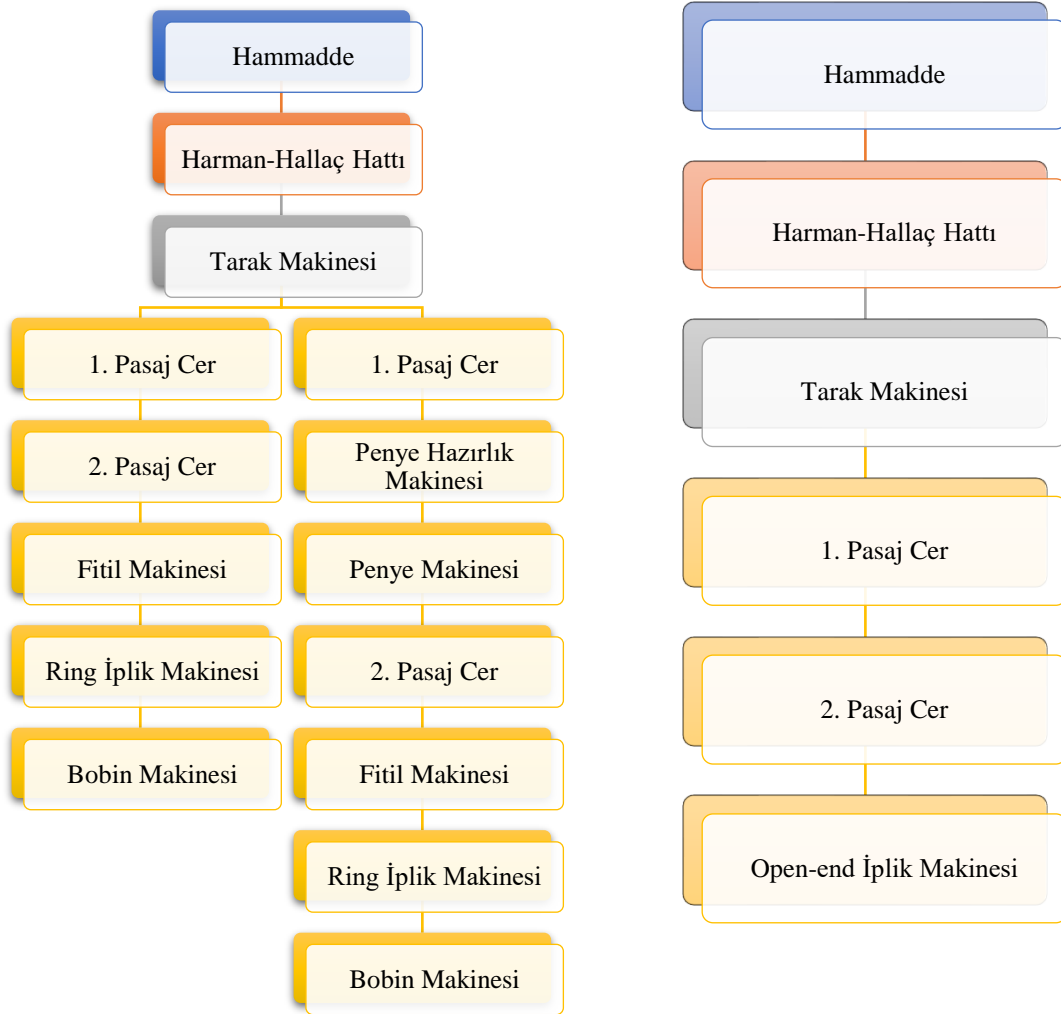 Hammadde
Harman-Hallaç Hattı
Tarak Makinesi
1. Pasaj Cer
2. Pasaj Cer
Fitil Makinesi
Ring İplik Makinesi
Bobin Makinesi
1. Pasaj Cer
Penye Hazırlık
Makinesi
Penye Makinesi
2. Pasaj Cer
Fitil Makinesi
Ring İplik Makinesi
Bobin Makinesi
Hammadde
Harman-Hallaç Hattı
Tarak Makinesi
1. Pasaj Cer
2. Pasaj Cer
Open-end İplik Makinesi